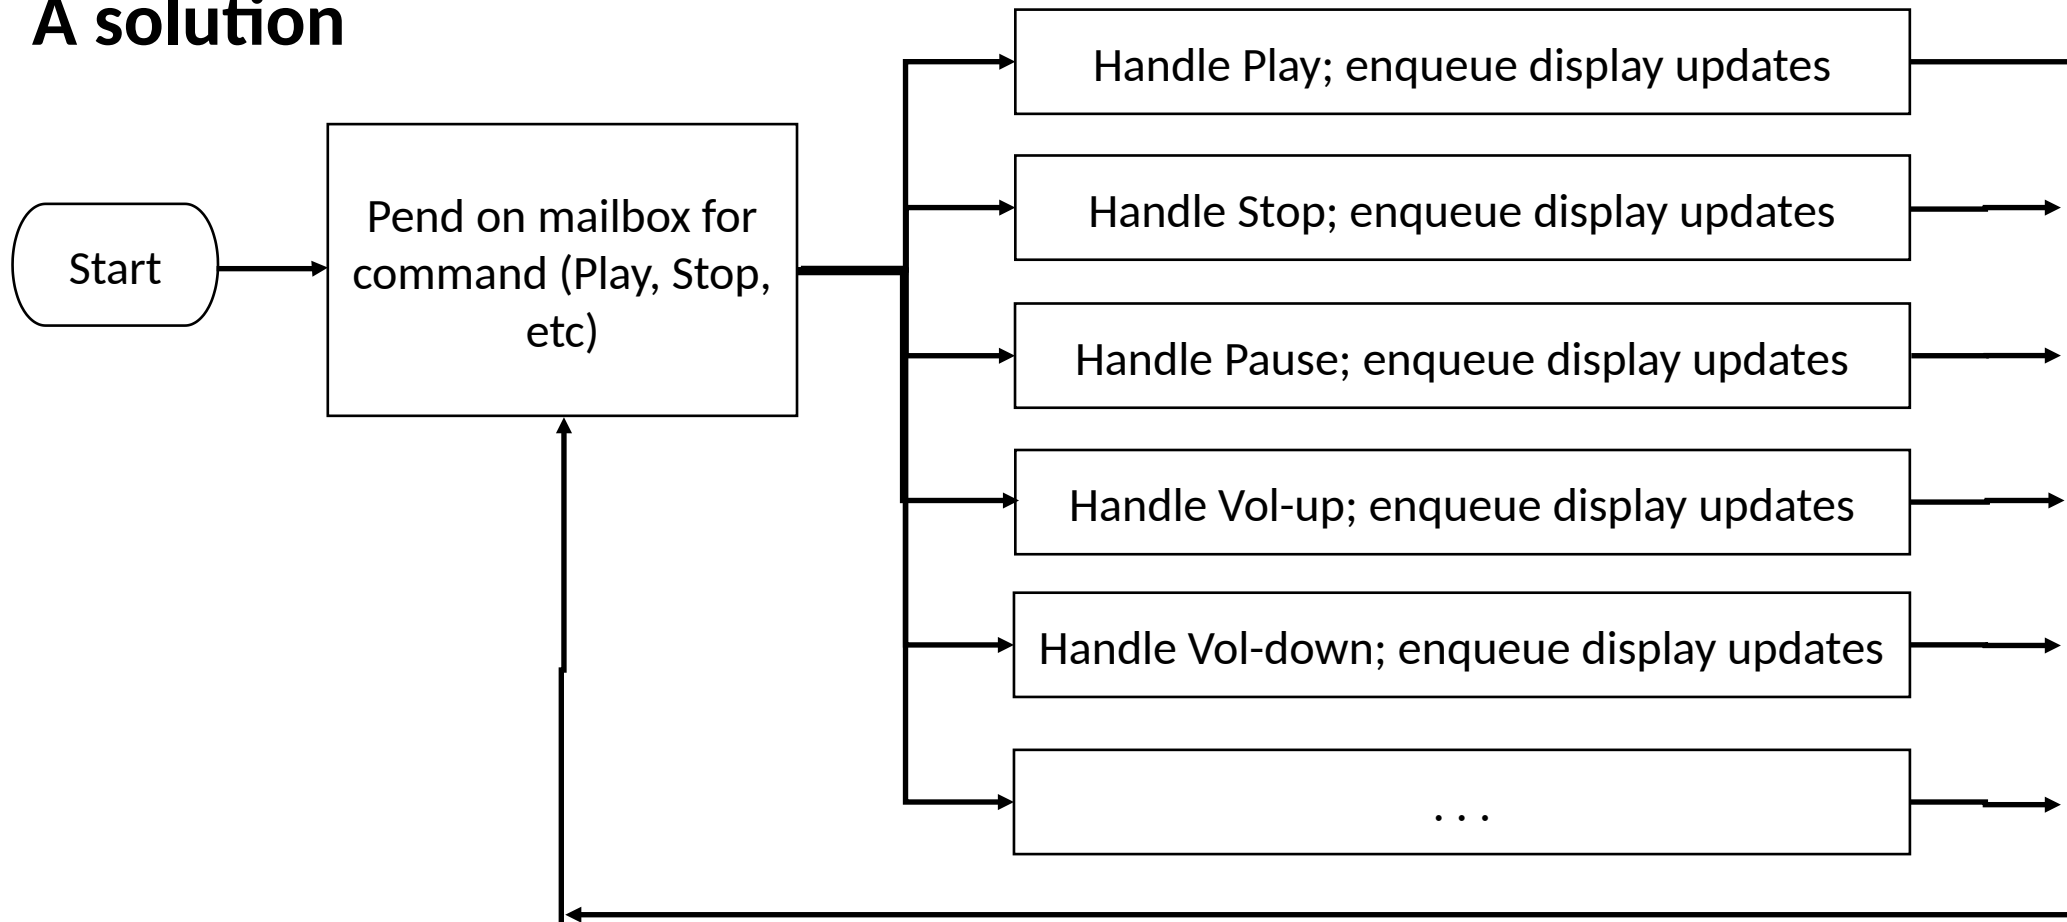 A solution
Handle Play; enqueue display updates
Handle Stop; enqueue display updates
Start
Pend on mailbox for
command (Play, Stop,
etc)
Handle Pause; enqueue display updates
Handle Vol-up; enqueue display updates
Handle Vol-down; enqueue display updates
. . .